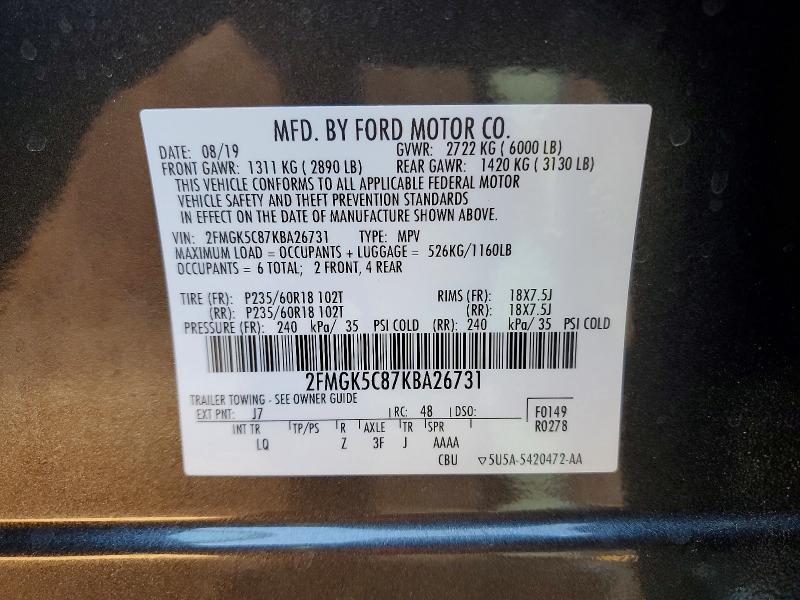 MFD. BY FORD MOTOR CO.
DATE: 08/19 GVWR: 2722 KG ( 6000 LB)
FRONT GAWR: 1311 KG ( 2890 LB) REAR GAWR: 1420 KG ( 3130 LB)
THIS VEHICLE CONFORMS TO ALL APPLICABLE FEDERAL MOTOR
VEHICLE SAFETY AND THEFT PREVENTION STANDARDS
IN EFFECT ON THE DATE OF MANUFACTURE SHOWN ABOVE.
VIN: 2FMGK5C87KBA26731 TYPE: MPV
MAXIMUM LOAD = OCCUPANTS + LUGGAGE = 526KG/1160LB
OCCUPANTS = 6 TOTAL; 2 FRONT, 4 REAR
TIRE (FR): P235/60R18 102T RIMS (FR): 18X7.5J
(RR): P235/60R18 102T (RR): 18X7.5J
PRESSURE (FR): 240 kPa/ 35 PSI COLD (RR): 240 kPa/ 35 PSI COLD
2FMGK5C87KBA26731
TRAILER TOWING - SEE OWNER GUIDE
EXT PNT: J7 RC: 48 DSO: F0149
INT TR TP/PS R AXLE TR SPR R0278
LQ Z 3F J AAAA
CBU ▽5U5A-5420472-AA